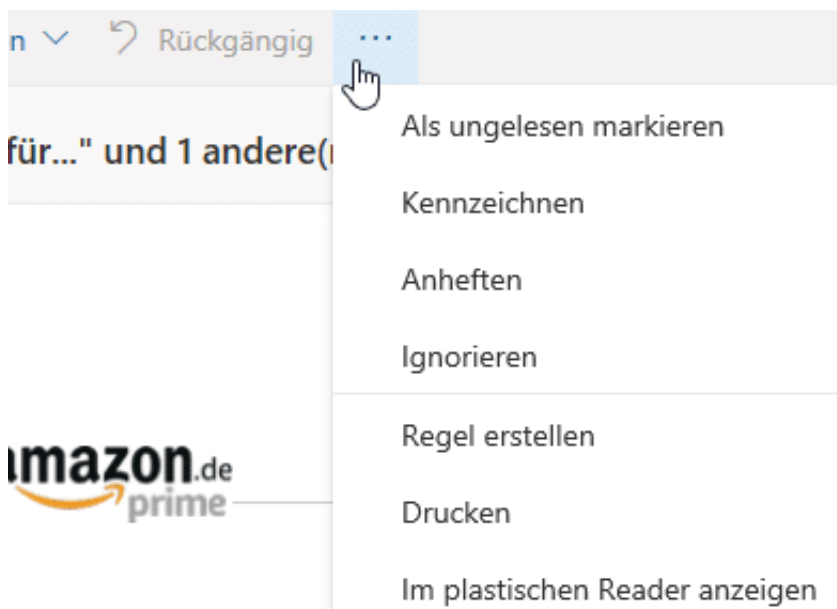 n Rückgängig ...
Als ungelesen markieren
für..." und 1 andere(
Kennzeichnen
Anheften
Ignorieren
Regel erstellen
amazon.de
prime
Drucken
Im plastischen Reader anzeigen